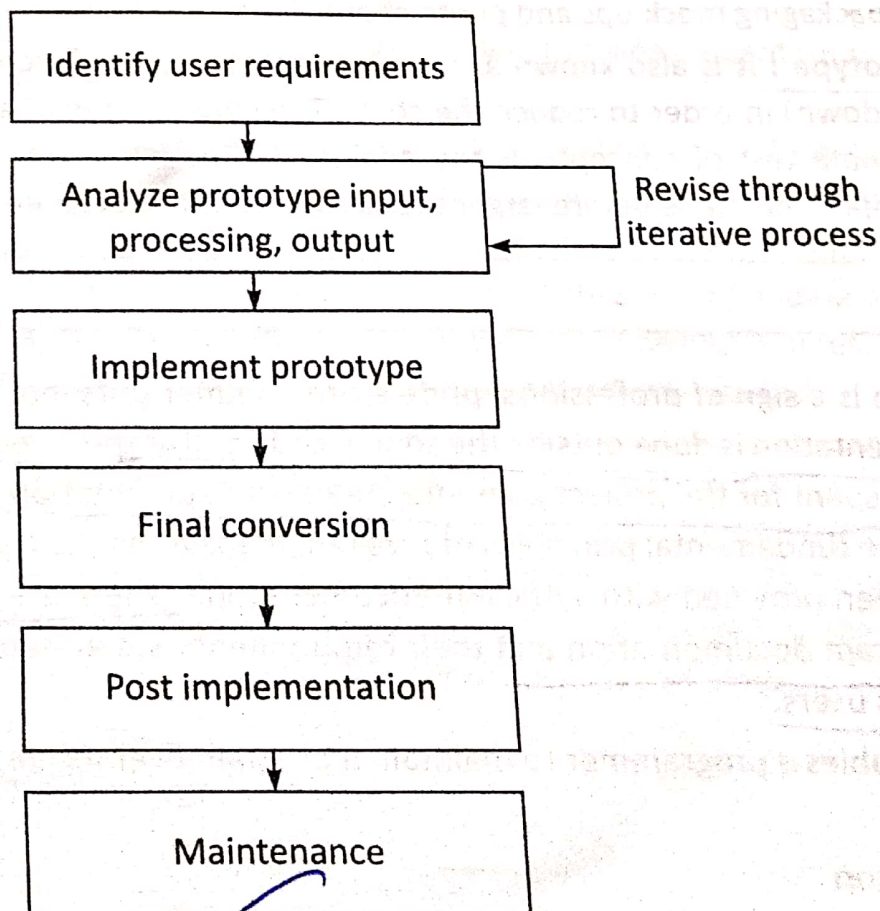 Identify user requirements
Analyze prototype input,
processing, output
Revise through
iterative process
Implement prototype
Final conversion
Post implementation
Maintenance